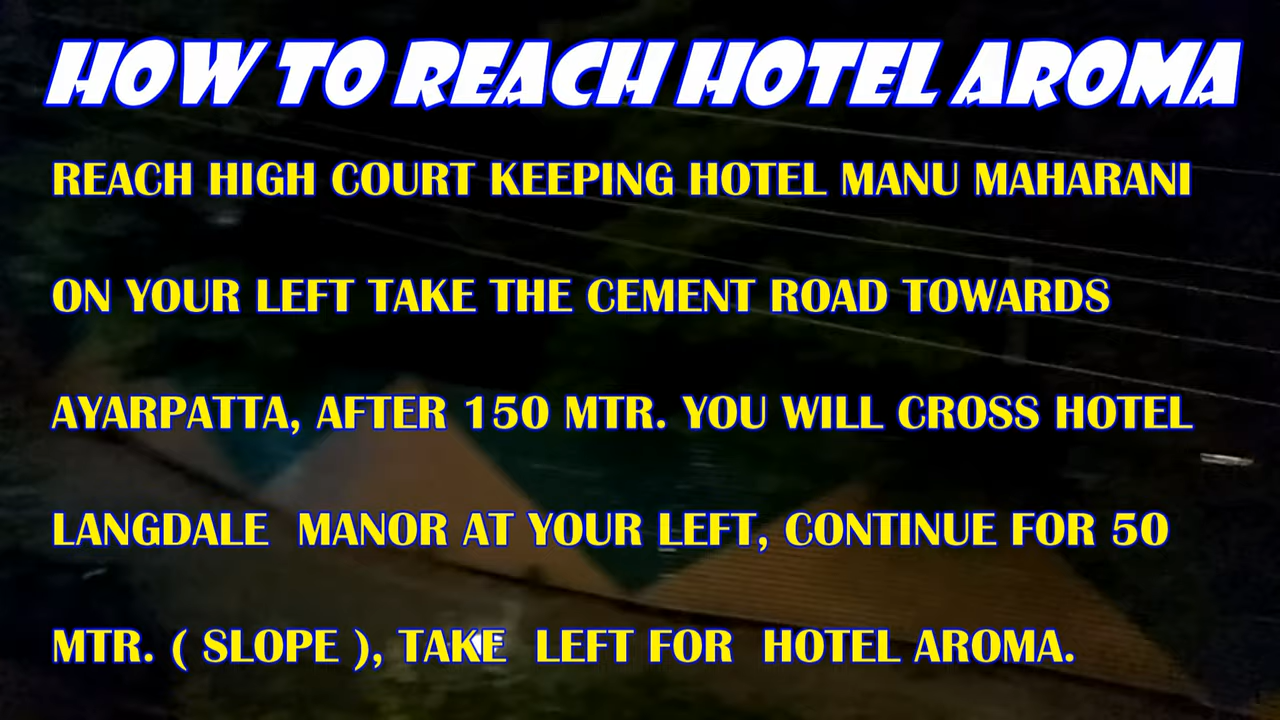 HOW TO REACH HOTEL AROMA
REACH HIGH COURT KEEPING HOTEL MANU MAHARANI
ON YOUR LEFT TAKE THE CEMENT ROAD TOWARDS
AYARPATTA, AFTER 150 MTR. YOU WILL CROSS HOTEL
LANGDALE MANOR AT YOUR LEFT, CONTINUE FOR 50
MTR. ( SLOPE ), TAKE LEFT FOR HOTEL AROMA.